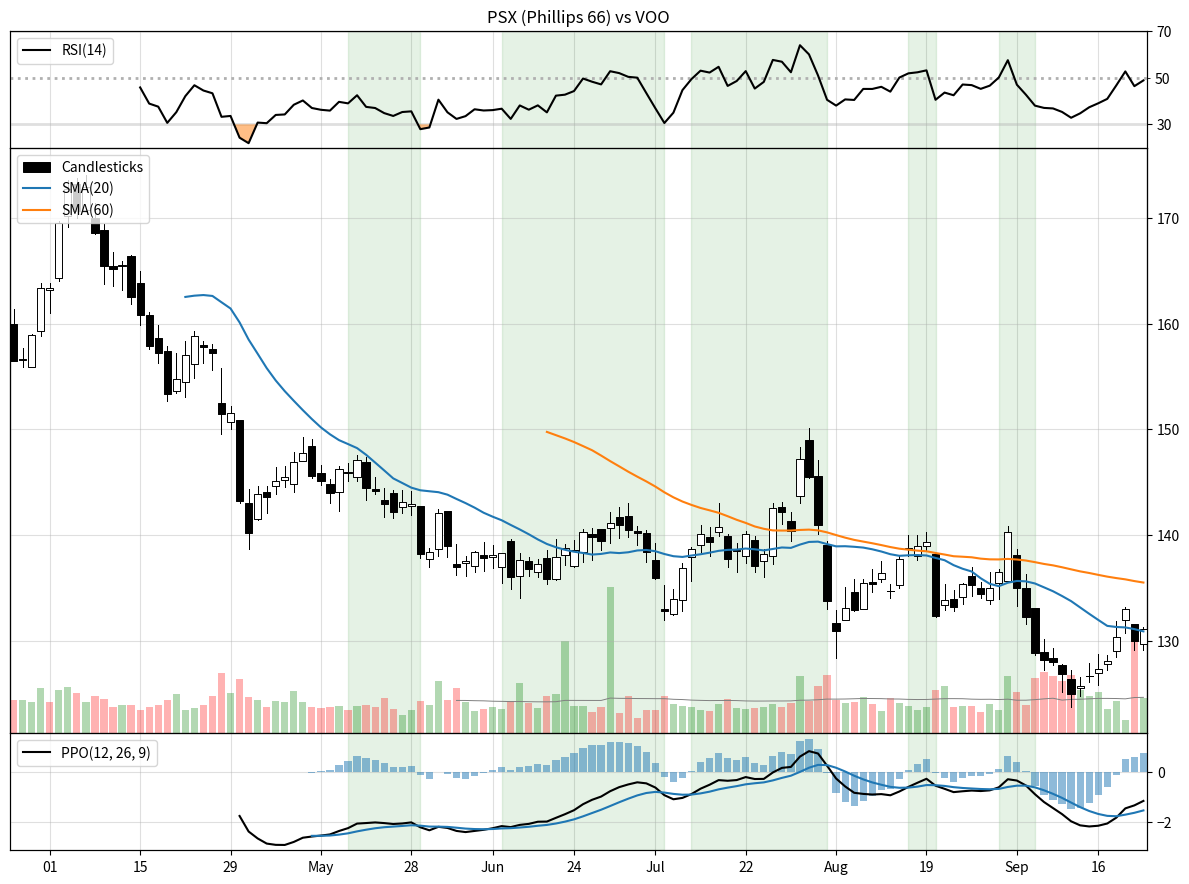 PSX (Phillips 66) vs VOO
RSI(14)
70
50
30
Candlesticks
SMA(20)
SMA(60)
170
160
150
140
130
PPO(12, 26, 9)
0
−2
01 15 29 May 28 Jun 24 Jul 22 Aug 19 Sep 16